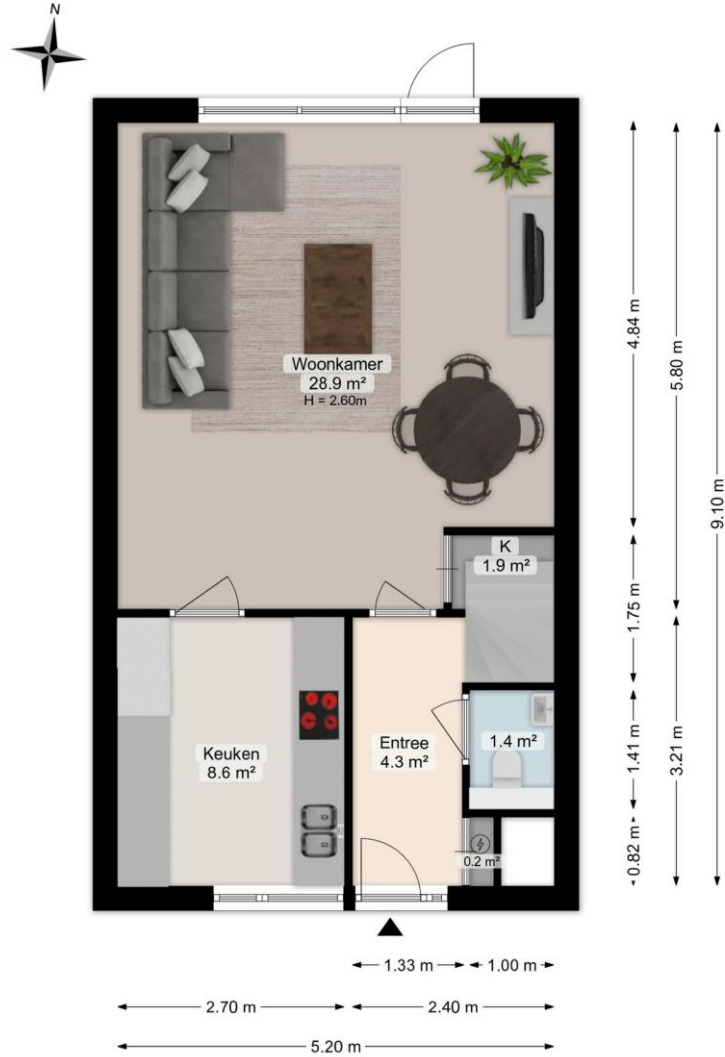 N
Woonkamer
28.9 m²
H = 2.60m
K
1.9 m²
Keuken
8.6 m²
Entree
4.3 m²
1.4 m²
0.2 m²
4.84 m
5.80 m
9.10 m
1.75 m
1.41 m
3.21 m
0.82 m
1.33 m
1.00 m
2.70 m
2.40 m
5.20 m